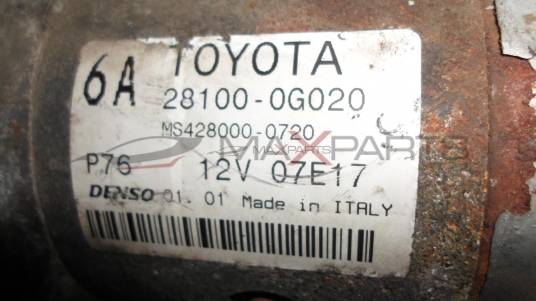 6A TOYOTA
28100-0G020
MS428000-0720
MAXPARTS
P76 12V 07E17
DENSO 01.01 Made in ITALY